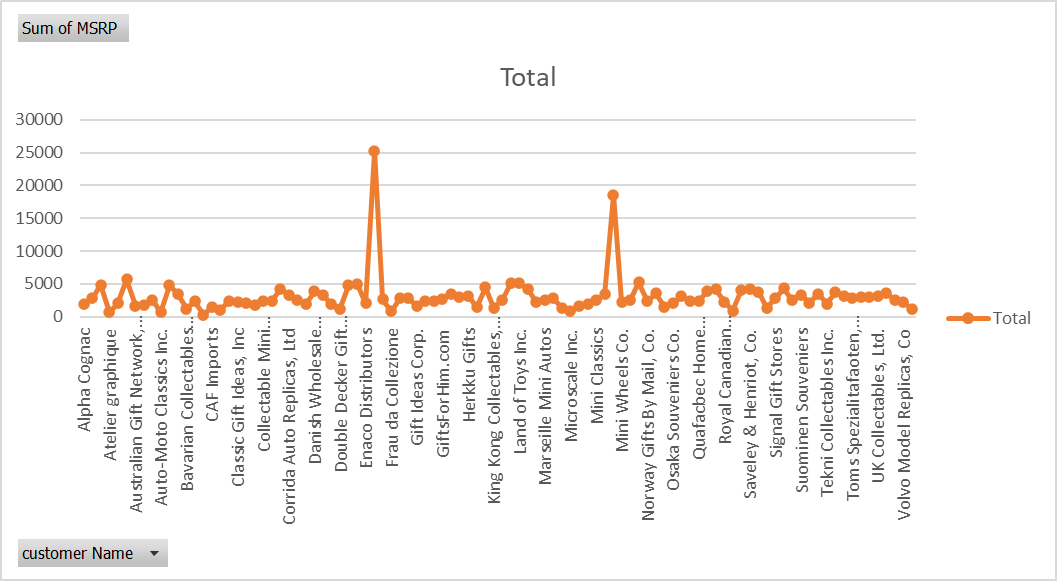 Sum of MSRP
Total
30000
25000
20000
15000
10000
5000
0
Alpha Cognac
Atelier graphique
Australian Gift Network,…
Auto-Moto Classics Inc.
Bavarian Collectables…
CAF Imports
Classic Gift Ideas, Inc
Collectable Mini…
Corrida Auto Replicas, Ltd
Danish Wholesale…
Double Decker Gift…
Enaco Distributors
Frau da Collezione
Gift Ideas Corp.
GiftsForHim.com
Herkku Gifts
King Kong Collectables,…
Land of Toys Inc.
Marseille Mini Autos
Microscale Inc.
Mini Classics
Mini Wheels Co.
Norway Gifts By Mail, Co.
Osaka Souveniers Co.
Quafacbec Home…
Royal Canadian…
Saveley & Henriot, Co.
Signal Gift Stores
Suominen Souveniers
Tekni Collectables Inc.
Toms Spezialitafaoten,…
UK Collectables, Ltd.
Volvo Model Replicas, Co
Total
customer Name